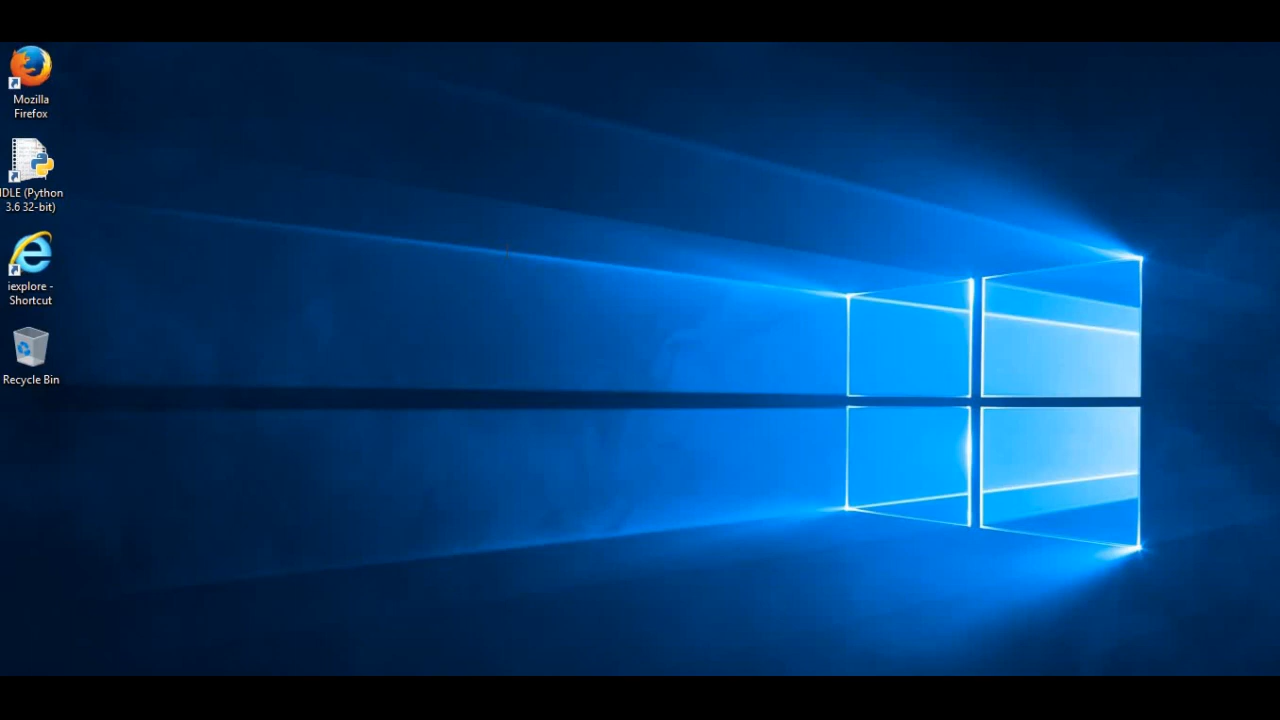 Mozilla
Firefox
IDLE (Python
3.6 32-bit)
iexplore -
Shortcut
Recycle Bin